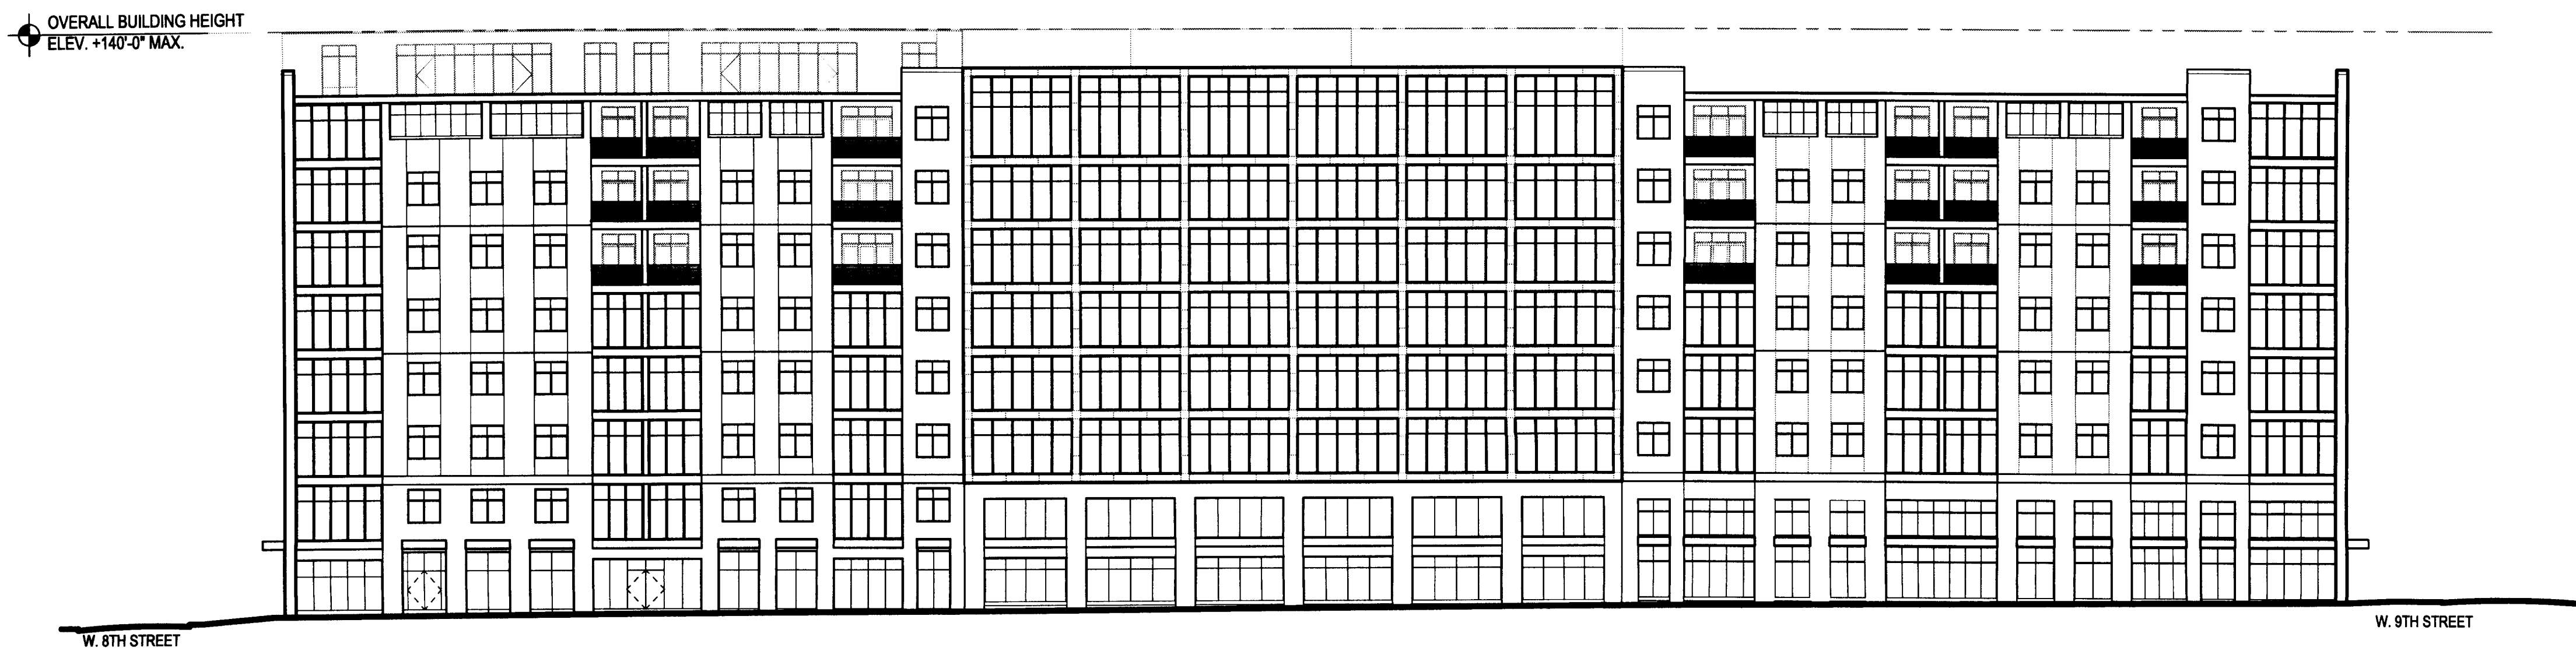 OVERALL BUILDING HEIGHT
ELEV. +140'-0" MAX.
W. 8TH STREET
W. 9TH STREET